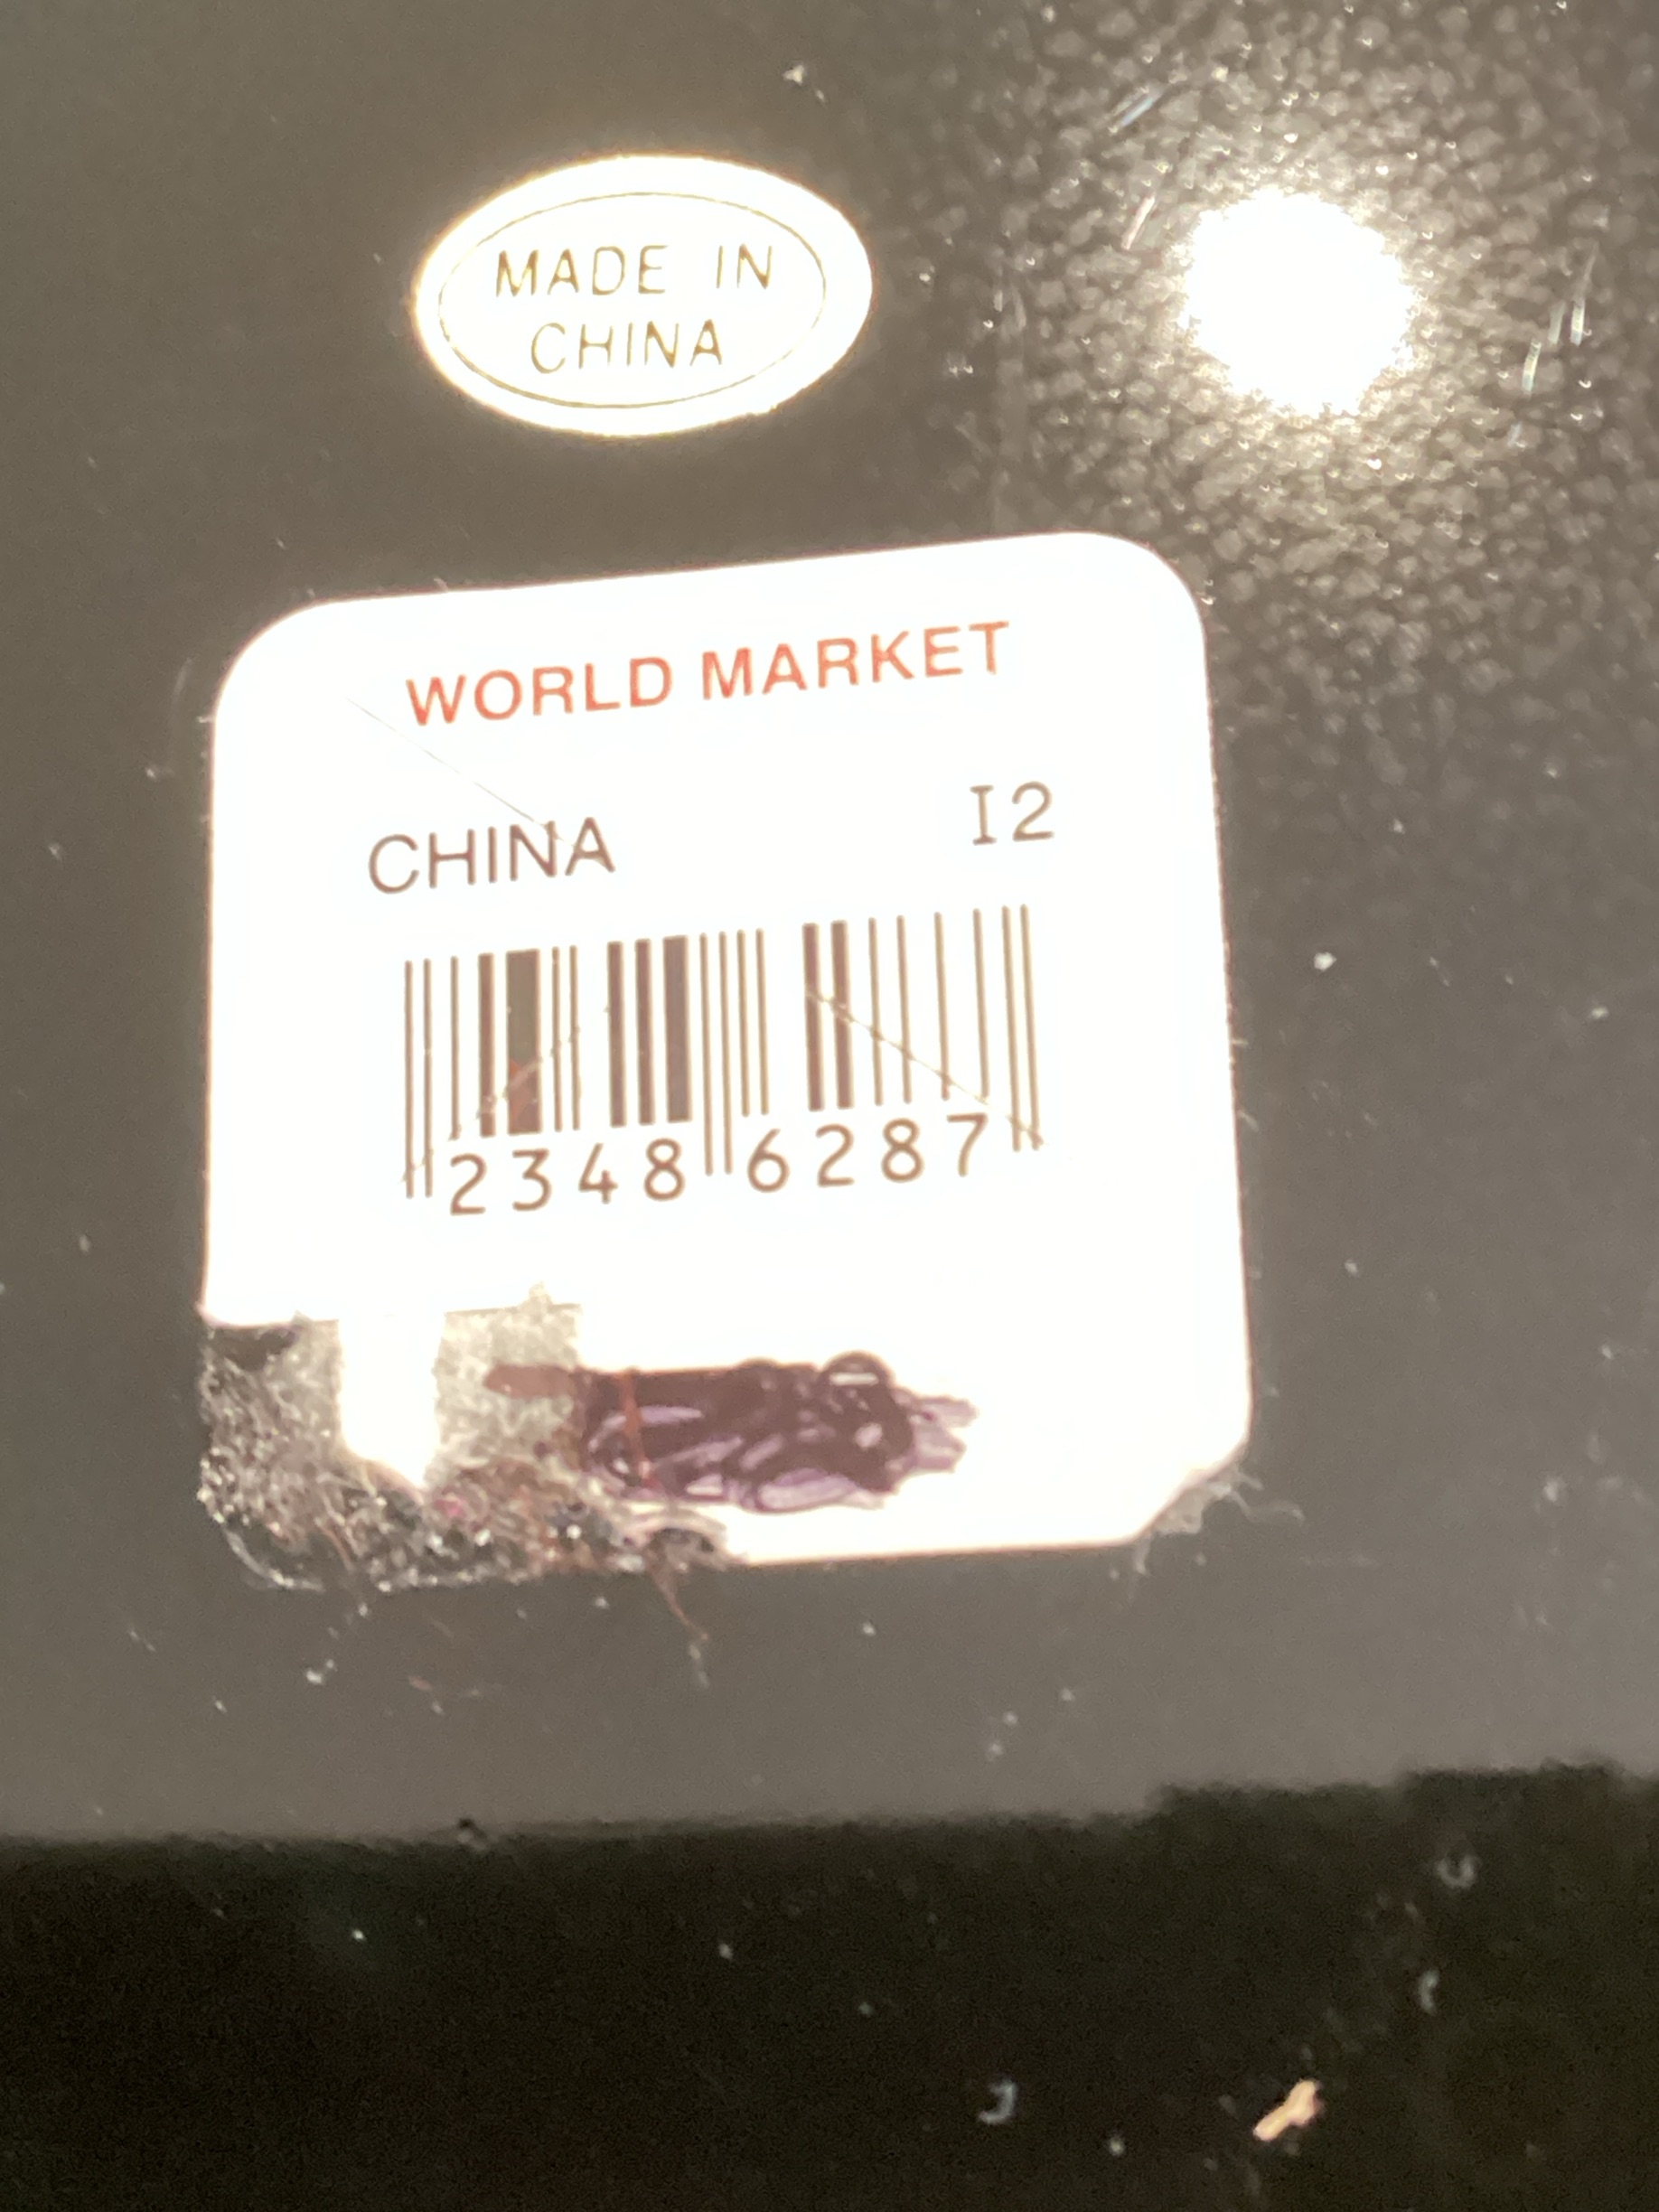 MADE IN
CHINA
WORLD MARKET
CHINA I2
2348 6287